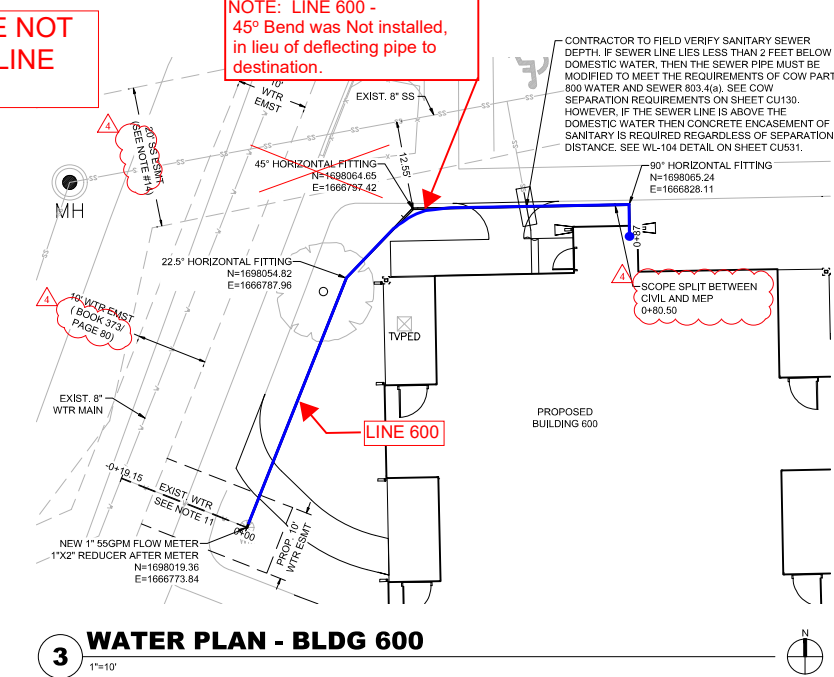 E NOT
LINE
NOTE: LINE 600 -
45º Bend was Not installed,
in lieu of deflecting pipe to
destination.
CONTRACTOR TO FIELD VERIFY SANITARY SEWER
DEPTH. IF SEWER LINE LIES LESS THAN 2 FEET BELOW
DOMESTIC WATER, THEN THE SEWER PIPE MUST BE
MODIFIED TO MEET THE REQUIREMENTS OF COW PART
800 WATER AND SEWER 803.4(a). SEE COW
SEPARATION REQUIREMENTS ON SHEET CU130.
HOWEVER, IF THE SEWER LINE IS ABOVE THE
DOMESTIC WATER THEN CONCRETE ENCASEMENT OF
SANITARY IS REQUIRED REGARDLESS OF SEPARATION
DISTANCE. SEE WL-104 DETAIL ON SHEET CU531.
10'
WTR
EMST
EXIST. 8" SS
4
20' SS ESMT
(SEE NOTE #14)
MH
12.55'
45° HORIZONTAL FITTING
N=1698064.65
E=1666797.42
90° HORIZONTAL FITTING
N=1698065.24
E=1666828.11
0+87
22.5° HORIZONTAL FITTING
N=1698054.82
E=1666787.96
4
SCOPE SPLIT BETWEEN
CIVIL AND MEP
0+80.50
4
10' WTR EMST
( BOOK 373/
PAGE 80)
TVPED
EXIST. 8"
WTR MAIN
LINE 600
PROPOSED
BUILDING 600
-0+19.15
EXIST. WTR
SEE NOTE 11
0+00
PROP. 10'
WTR ESMT
NEW 1" 55GPM FLOW METER
1"X2" REDUCER AFTER METER
N=1698019.36
E=1666773.84
3 WATER PLAN - BLDG 600
1"=10'
N